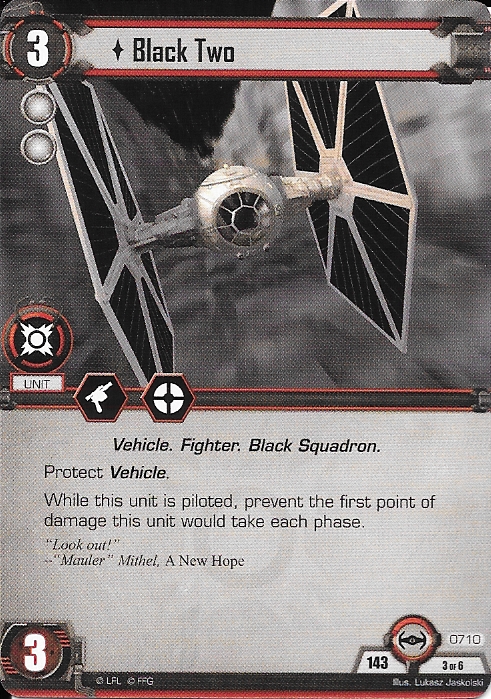 3
Black Two
UNIT
Vehicle. Fighter. Black Squadron.
Protect Vehicle.
While this unit is piloted, prevent the first point of
damage this unit would take each phase.
"Look out!"
-"Mauler" Mithel, A New Hope
3
0710
143
3 of 6
© LFL © FFG
Illus. Lukasz Jaskolski